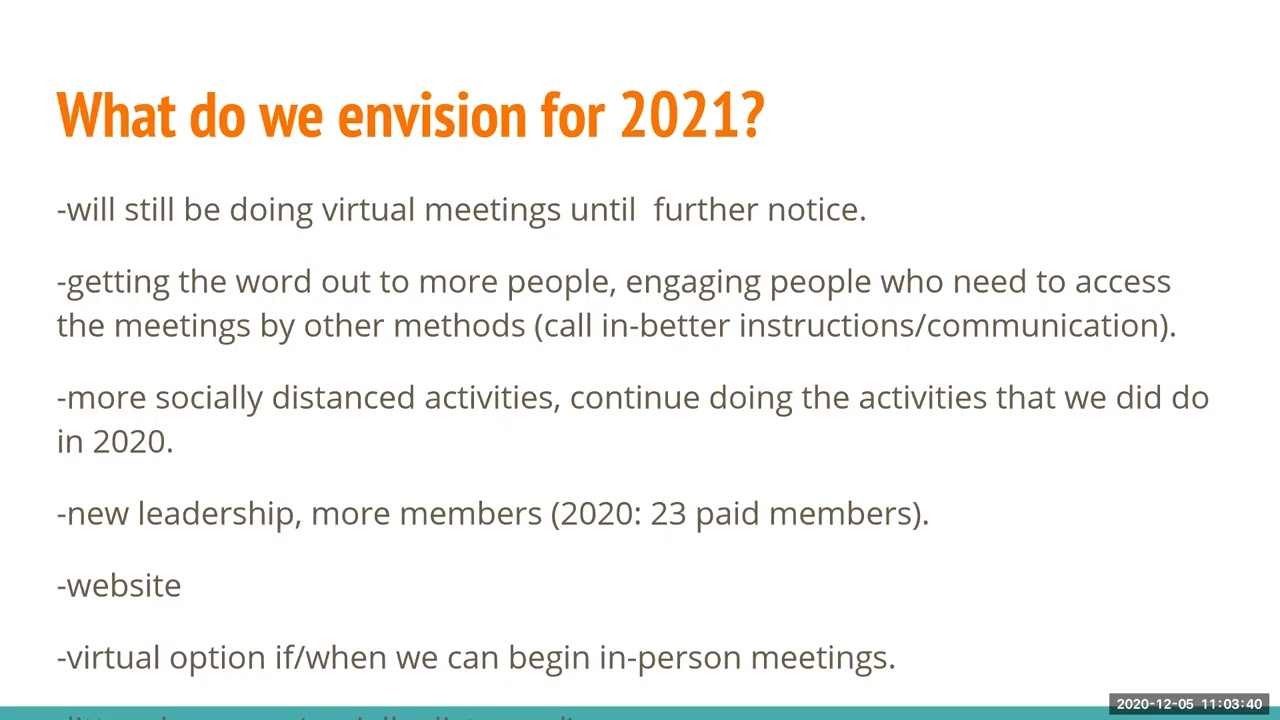 What do we envision for 2021?
-will still be doing virtual meetings until  further notice.
-getting the word out to more people, engaging people who need to access
the meetings by other methods (call in-better instructions/communication).
-more socially distanced activities, continue doing the activities that we did do
in 2020.
-new leadership, more members (2020: 23 paid members).
-website
-virtual option if/when we can begin in-person meetings.
2020-12-05 11:03:40